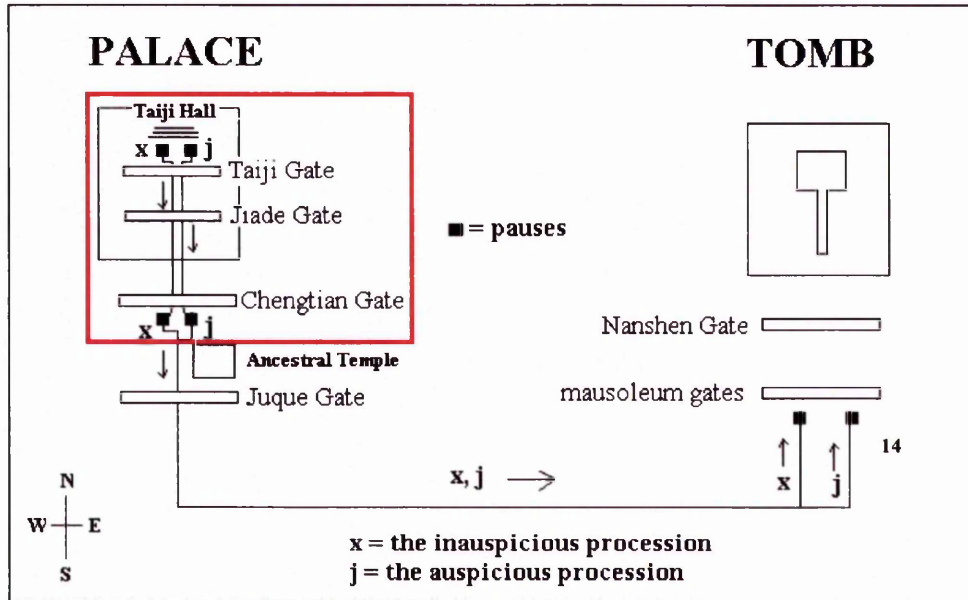 PALACE
TOMB
Taiji Hall
x j
Taiji Gate
Jiade Gate
■ = pauses
Chengtian Gate
x j
Nanshen Gate
Ancestral Temple
Juque Gate
mausoleum gates
14
x, j
x j
N
W E
S
x = the inauspicious procession
j = the auspicious procession